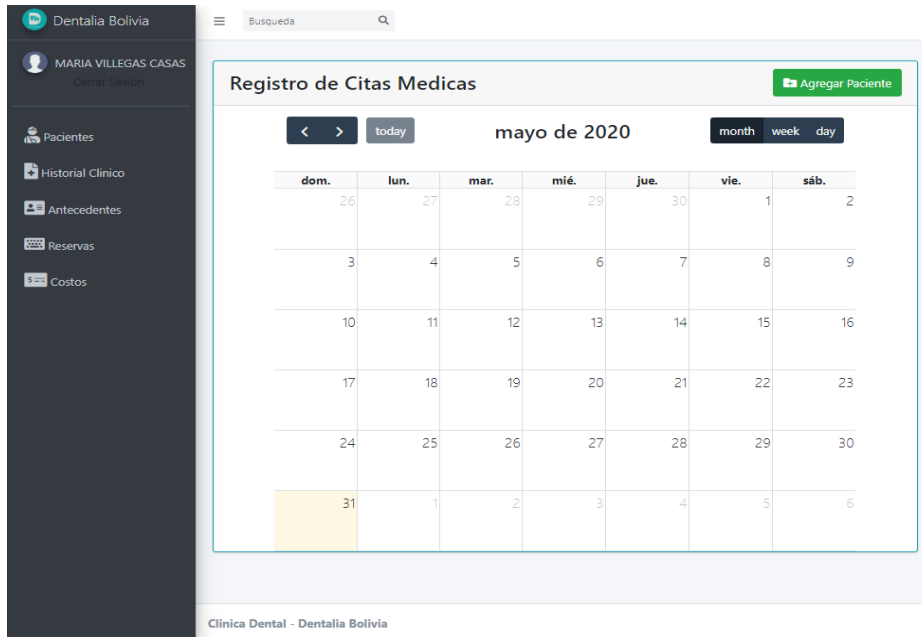 Dentalia Bolivia
MARIA VILLEGAS CASAS
Cerrar Sesión
Pacientes
Historial Clinico
Antecedentes
Reservas
Costos
Busqueda
Registro de Citas Medicas
Agregar Paciente
today
mayo de 2020
month week day
dom. lun. mar. mié. jue. vie. sáb.
26 27 28 29 30 1 2
3 4 5 6 7 8 9
10 11 12 13 14 15 16
17 18 19 20 21 22 23
24 25 26 27 28 29 30
31 1 2 3 4 5 6
Clinica Dental - Dentalia Bolivia